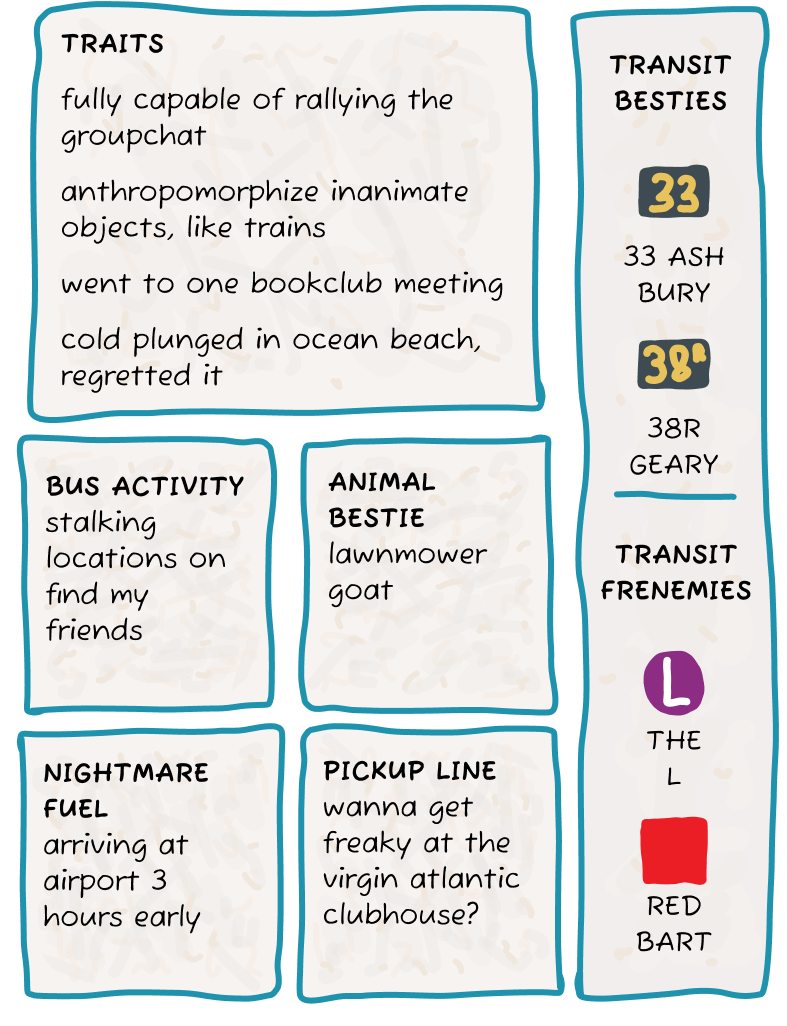 TRAITS
fully capable of rallying the
groupchat
anthropomorphize inanimate
objects, like trains
went to one bookclub meeting
cold plunged in ocean beach,
regretted it
BUS ACTIVITY
stalking
locations on
find my
friends
ANIMAL
BESTIE
lawnmower
goat
NIGHTMARE
FUEL
arriving at
airport 3
hours early
PICKUP LINE
wanna get
freaky at the
virgin atlantic
clubhouse?
TRANSIT
BESTIES
33
33 ASH
BURY
38R
38R
GEARY
TRANSIT
FRENEMIES
L
THE
L
RED
BART